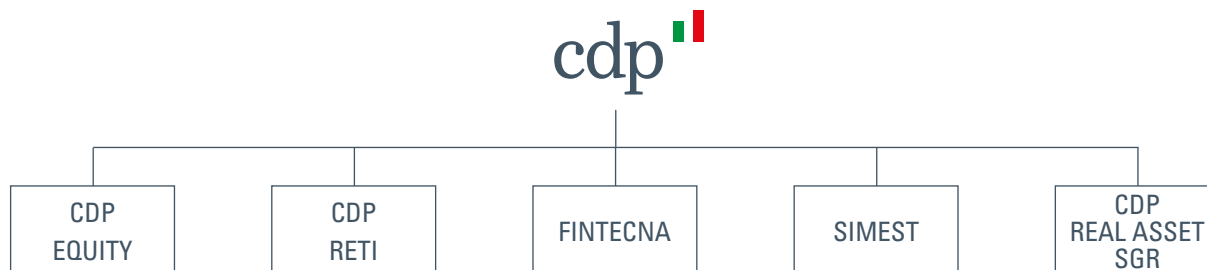 cdp
CDP
EQUITY
CDP
RETI
FINTECNA
SIMEST
CDP
REAL ASSET
SGR